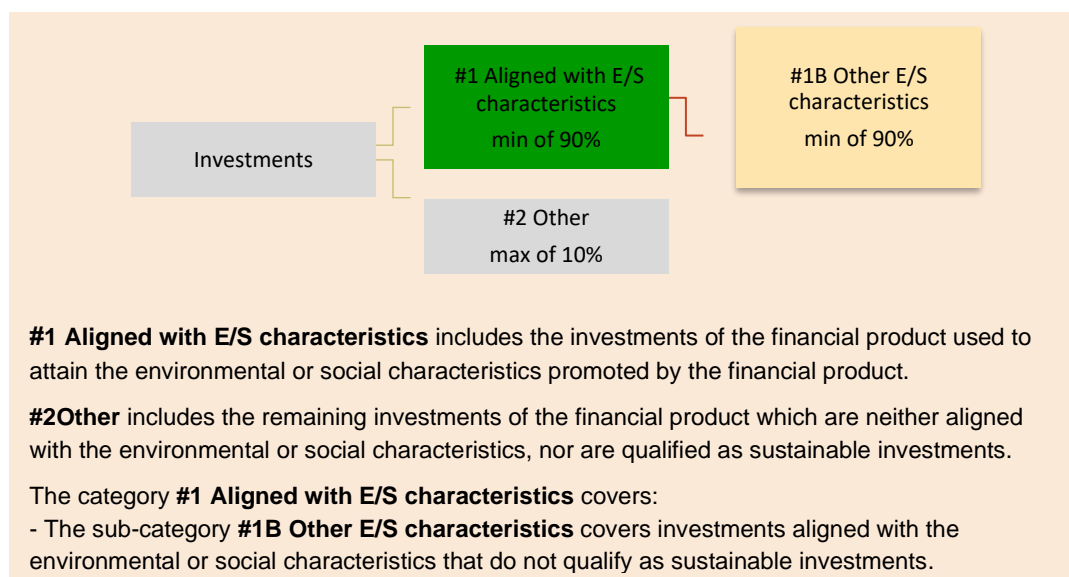 #1 Aligned with E/S
characteristics
min of 90%
#1B Other E/S
characteristics
min of 90%
Investments
#2 Other
max of 10%
#1 Aligned with E/S characteristics includes the investments of the financial product used to
attain the environmental or social characteristics promoted by the financial product.
#2Other includes the remaining investments of the financial product which are neither aligned
with the environmental or social characteristics, nor are qualified as sustainable investments.
The category #1 Aligned with E/S characteristics covers:
- The sub-category #1B Other E/S characteristics covers investments aligned with the
environmental or social characteristics that do not qualify as sustainable investments.